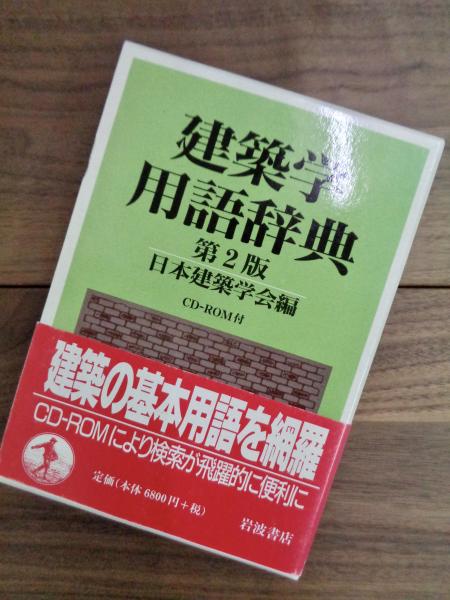 建築学
用語辞典
第2版
日本建築学会編
CD-ROM付
建築の基本用語を網羅
CD-ROMにより検索が飛躍的に便利に
定価(本体6800円+税)
岩波書店